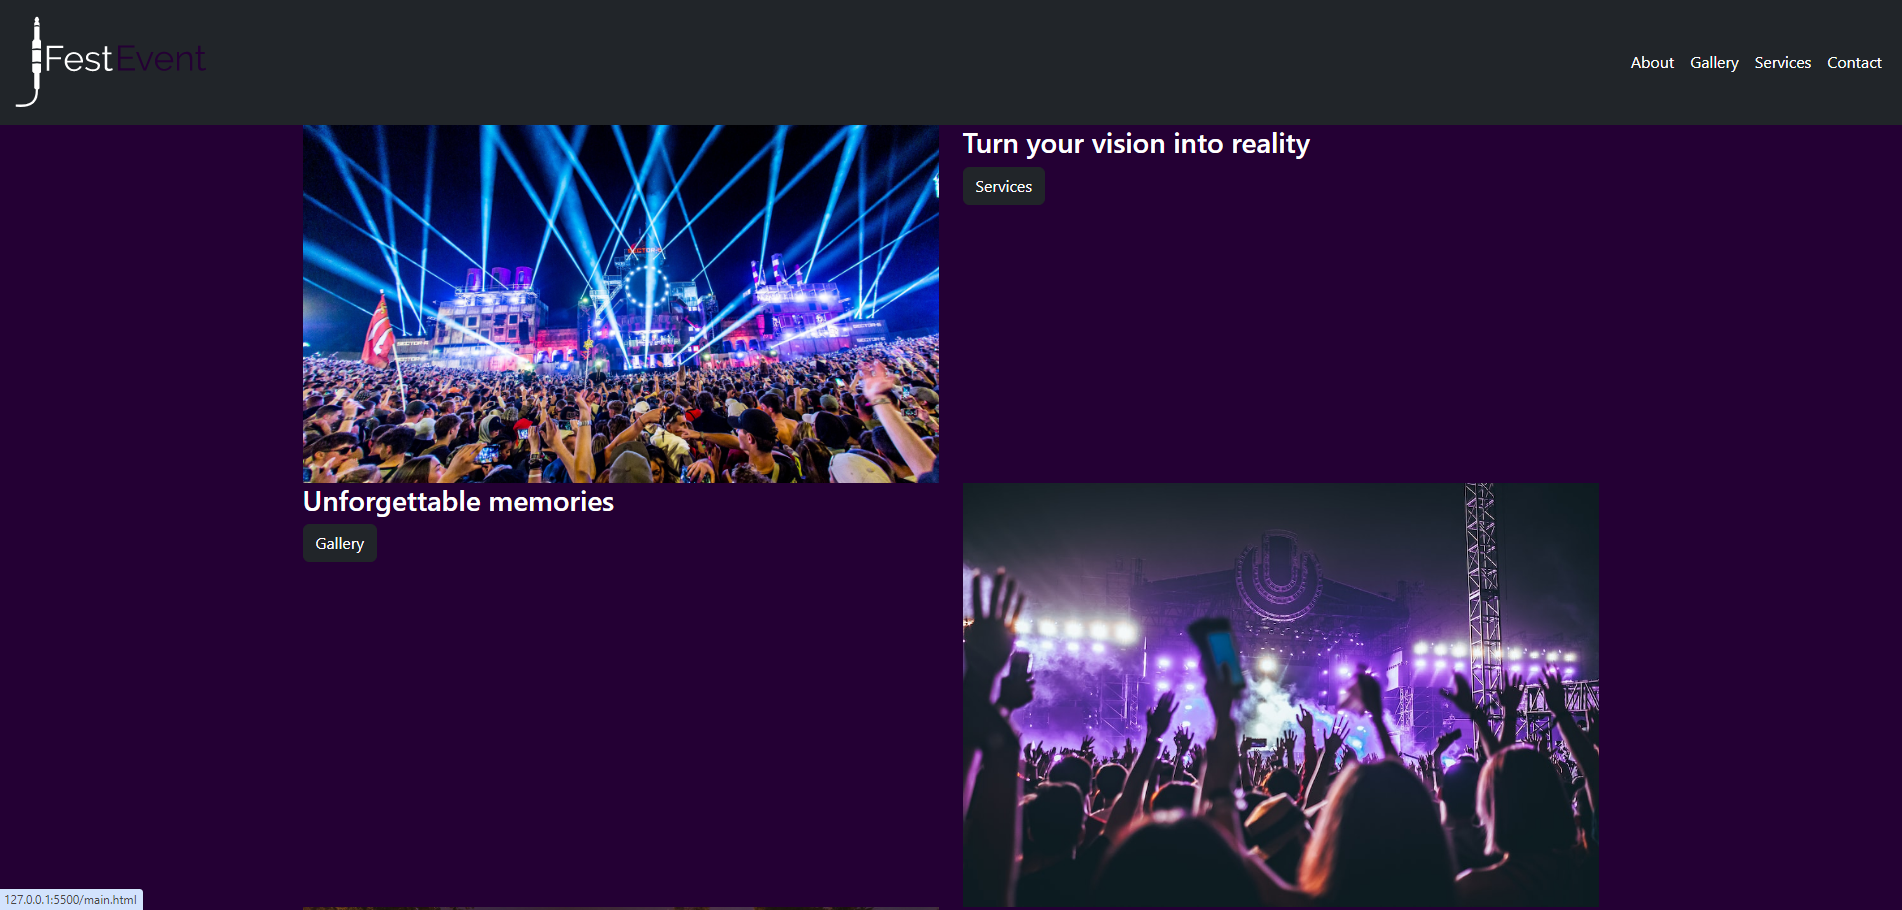 FestEvent
About Gallery Services Contact
Turn your vision into reality
Services
Unforgettable memories
Gallery
127.0.0.1:5500/main.html